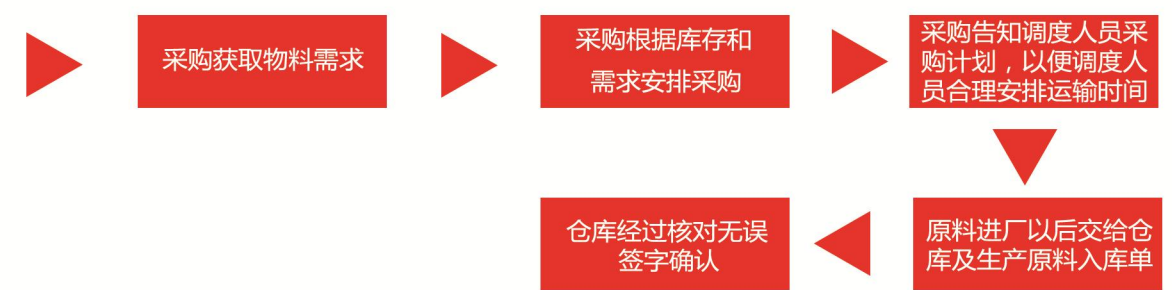 采购获取物料需求
采购根据库存和
需求安排采购
采购告知调度人员采
购计划，以便调度人
员合理安排运输时间
原料进厂以后交给仓
库及生产原料入库单
仓库经过核对无误
签字确认